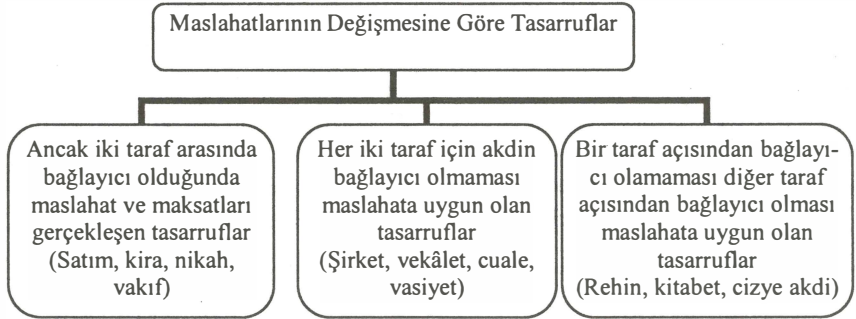 Maslahatlarının Değişmesine Göre Tasarruflar
Ancak iki taraf arasında
bağlayıcı olduğunda
maslahat ve maksatları
gerçekleşen tasarruflar
(Satım, kira, nikah,
vakıf)
Her iki taraf için akdin
bağlayıcı olmaması
maslahata uygun olan
tasarruflar
(Şirket, vekâlet, cuale,
vasiyet)
Bir taraf açısından bağlayı-
cı olamaması diğer taraf
açısından bağlayıcı olması
maslahata uygun olan
tasarruflar
(Rehin, kitabet, cizye akdi)